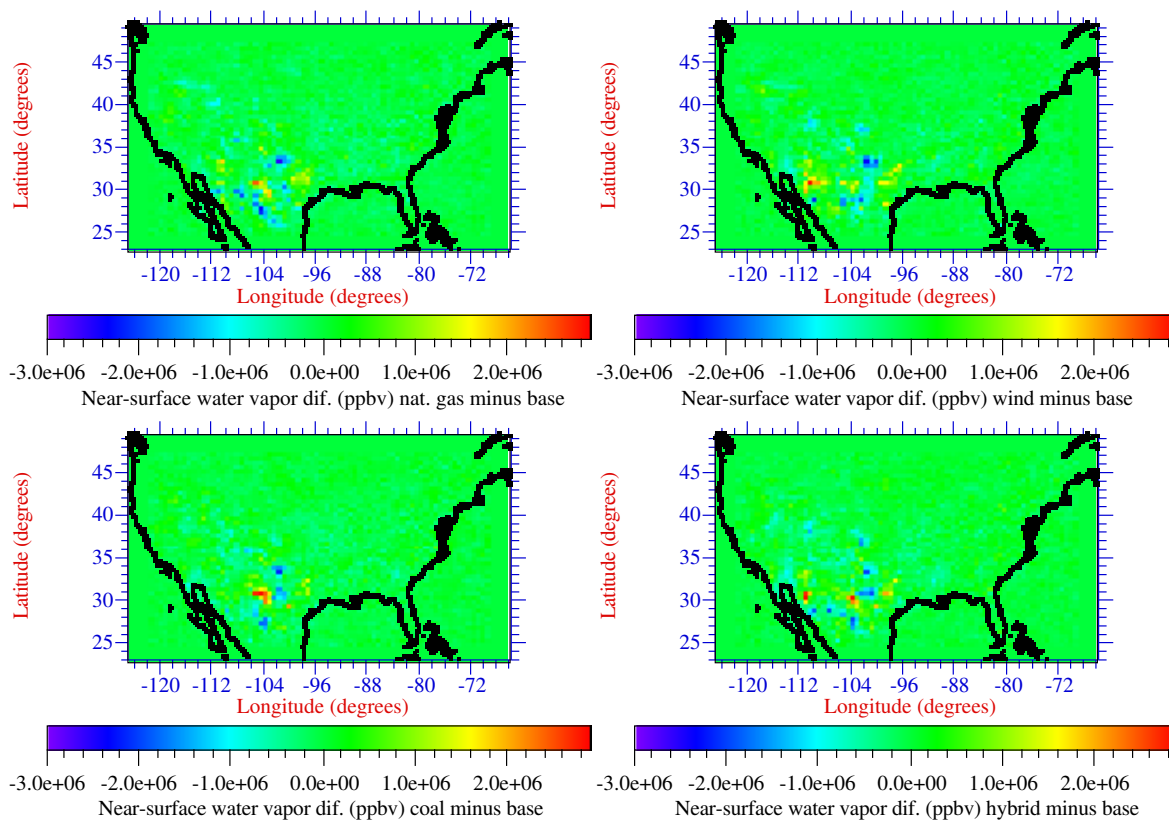 Latitude (degrees)
45
40
35
30
25
-120 -112 -104 -96 -88 -80 -72
Longitude (degrees)
-3.0e+06 -2.0e+06 -1.0e+06 0.0e+00 1.0e+06 2.0e+06
Near-surface water vapor dif. (ppbv) nat. gas minus base
Latitude (degrees)
45
40
35
30
25
-120 -112 -104 -96 -88 -80 -72
Longitude (degrees)
-3.0e+06 -2.0e+06 -1.0e+06 0.0e+00 1.0e+06 2.0e+06
Near-surface water vapor dif. (ppbv) wind minus base
Latitude (degrees)
45
40
35
30
25
-120 -112 -104 -96 -88 -80 -72
Longitude (degrees)
-3.0e+06 -2.0e+06 -1.0e+06 0.0e+00 1.0e+06 2.0e+06
Near-surface water vapor dif. (ppbv) coal minus base
Latitude (degrees)
45
40
35
30
25
-120 -112 -104 -96 -88 -80 -72
Longitude (degrees)
-3.0e+06 -2.0e+06 -1.0e+06 0.0e+00 1.0e+06 2.0e+06
Near-surface water vapor dif. (ppbv) hybrid minus base